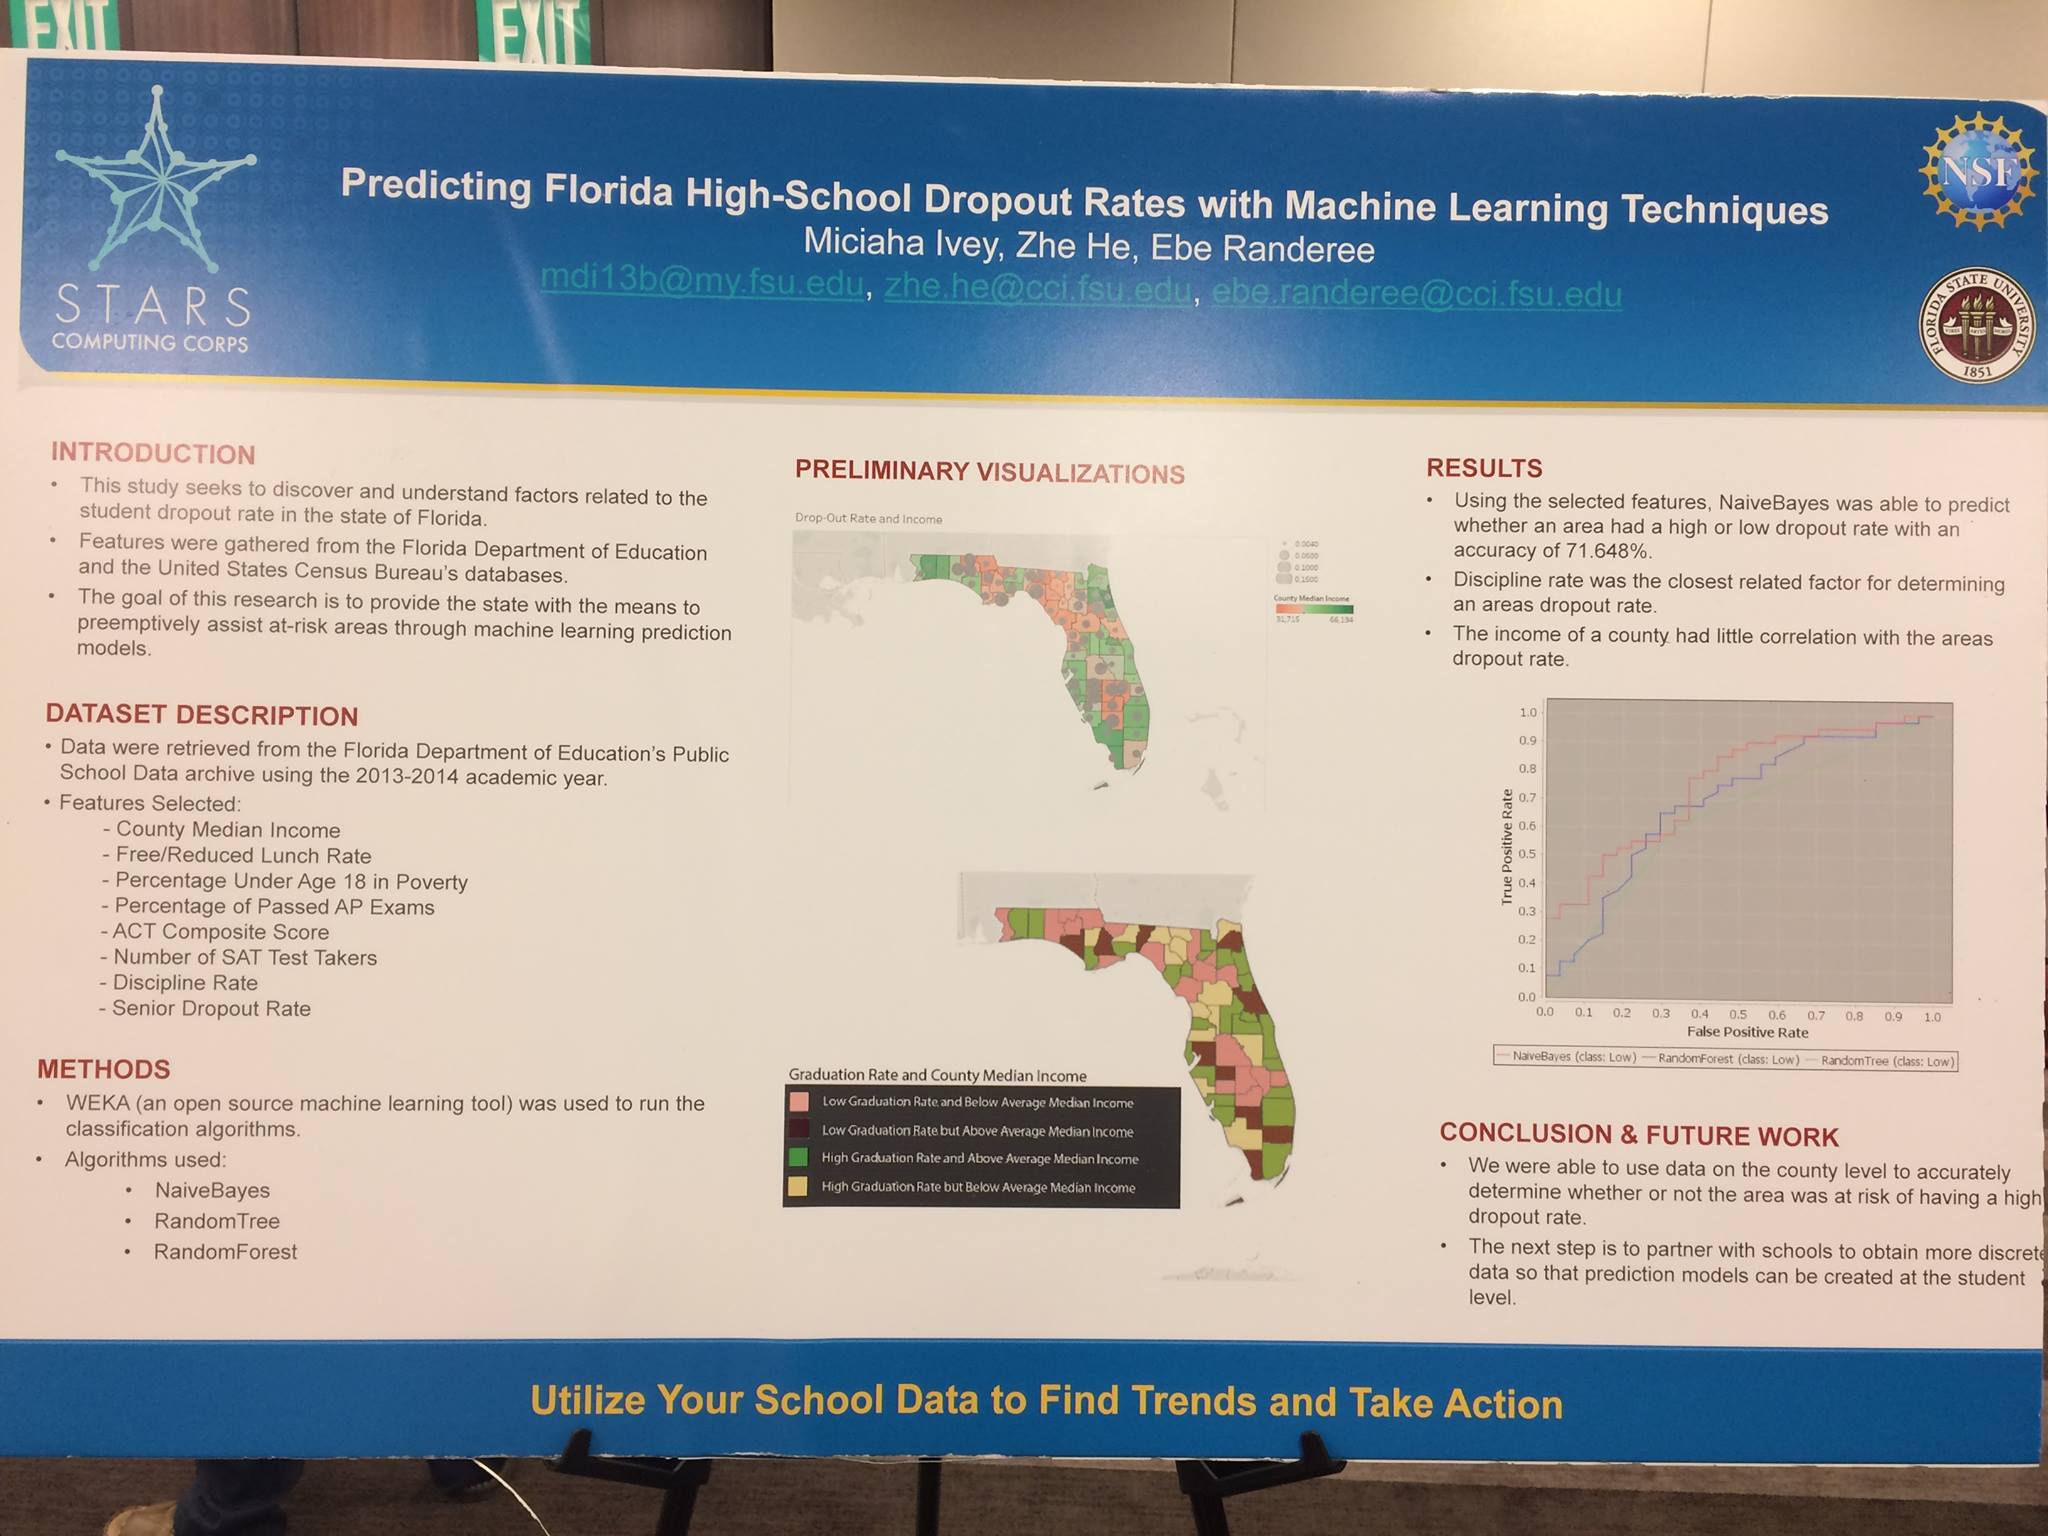 EXIT
EXIT
STARS
COMPUTING CORPS
Predicting Florida High-School Dropout Rates with Machine Learning Techniques
Miciaha Ivey, Zhe He, Ebe Randeree
mdi13b@my.fsu.edu, zhe.he@cci.fsu.edu, ebe.randeree@cci.fsu.edu
NSF
FLORIDA STATE UNIVERSITY
1851
INTRODUCTION
• This study seeks to discover and understand factors related to the
student dropout rate in the state of Florida.
• Features were gathered from the Florida Department of Education
and the United States Census Bureau's databases.
• The goal of this research is to provide the state with the means to
preemptively assist at-risk areas through machine learning prediction
models.
DATASET DESCRIPTION
• Data were retrieved from the Florida Department of Education's Public
School Data archive using the 2013-2014 academic year.
• Features Selected:
- County Median Income
- Free/Reduced Lunch Rate
- Percentage Under Age 18 in Poverty
- Percentage of Passed AP Exams
- ACT Composite Score
- Number of SAT Test Takers
- Discipline Rate
- Senior Dropout Rate
METHODS
• WEKA (an open source machine learning tool) was used to run the
classification algorithms.
• Algorithms used:
• NaiveBayes
• RandomTree
• RandomForest
PRELIMINARY VISUALIZATIONS
Drop-Out Rate and Income
0.0040
0.0500
0.1000
0.1500
County Median Income
31,715 66,194
Graduation Rate and County Median Income
Low Graduation Rate and Below Average Median Income
Low Graduation Rate but Above Average Median Income
High Graduation Rate and Above Average Median Income
High Graduation Rate but Below Average Median Income
RESULTS
• Using the selected features, NaiveBayes was able to predict
whether an area had a high or low dropout rate with an
accuracy of 71.648%.
• Discipline rate was the closest related factor for determining
an areas dropout rate.
• The income of a county had little correlation with the areas
dropout rate.
True Positive Rate
1.0
0.9
0.8
0.7
0.6
0.5
0.4
0.3
0.2
0.1
0.0
0.0 0.1 0.2 0.3 0.4 0.5 0.6 0.7 0.8 0.9 1.0
False Positive Rate
NaiveBayes (class: Low) RandomForest (class: Low) RandomTree (class: Low)
CONCLUSION & FUTURE WORK
• We were able to use data on the county level to accurately
determine whether or not the area was at risk of having a high
dropout rate.
• The next step is to partner with schools to obtain more discrete
data so that prediction models can be created at the student
level.
Utilize Your School Data to Find Trends and Take Action